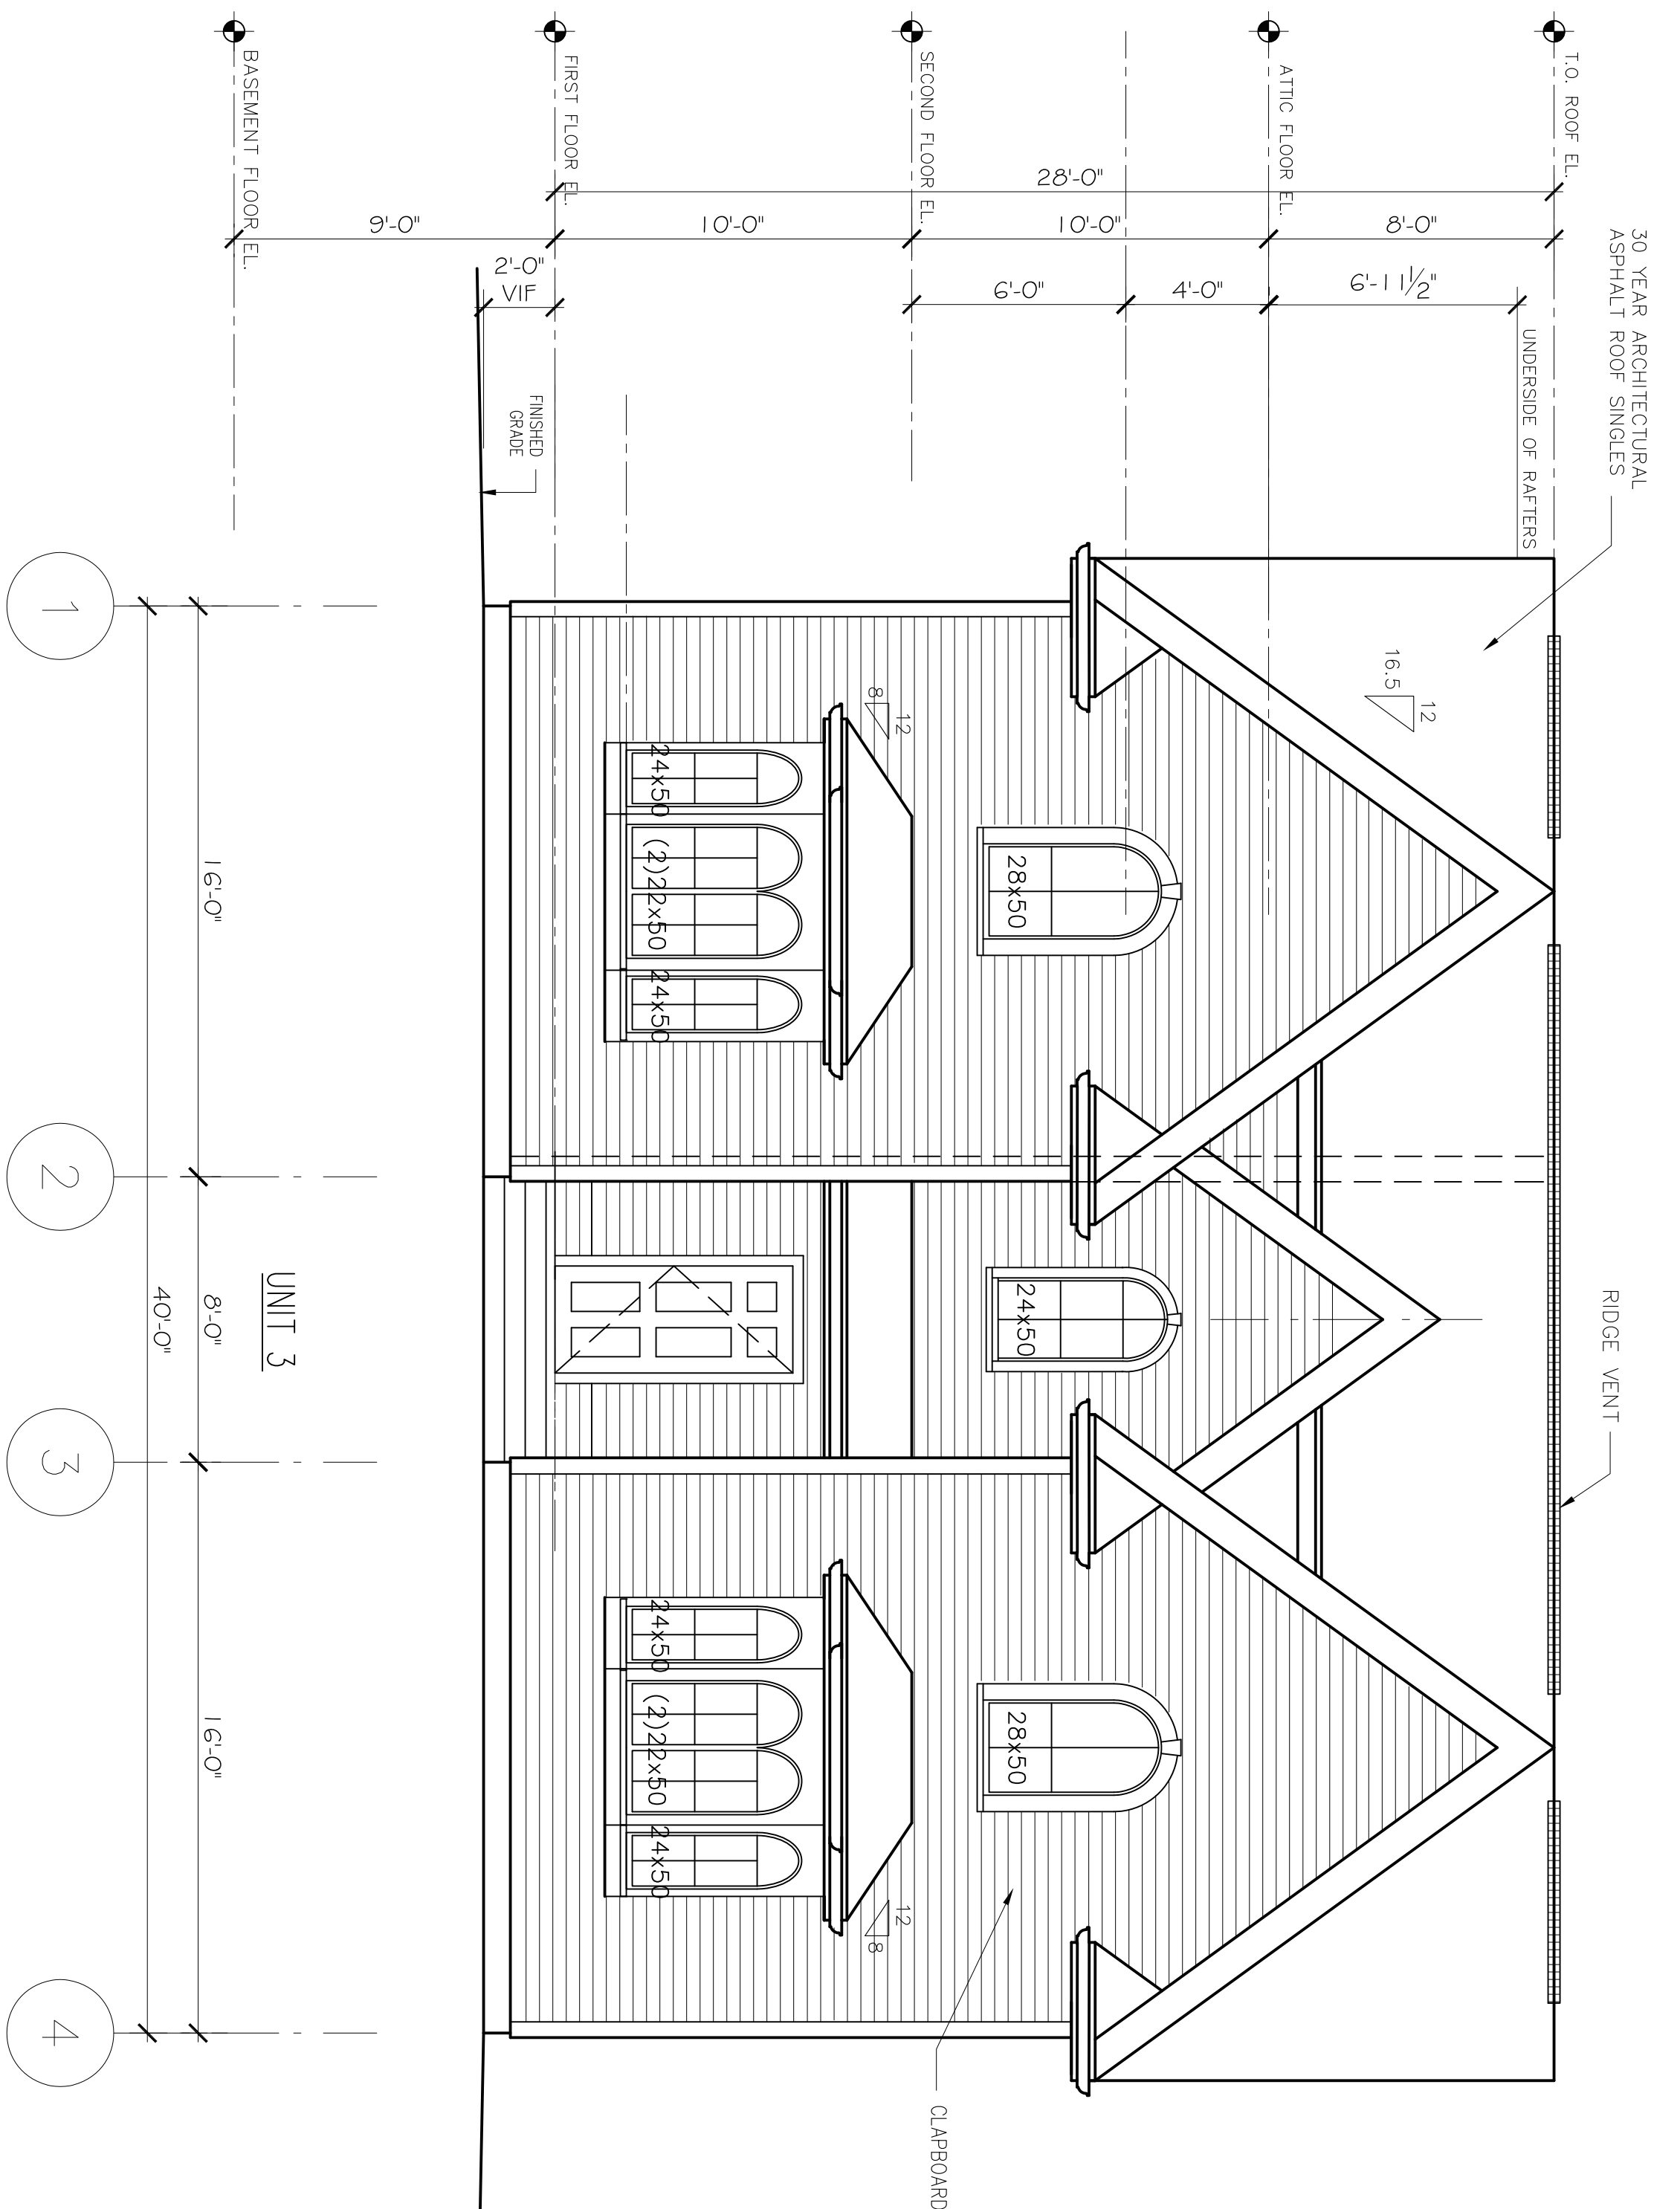 30 YEAR ARCHITECTURAL
ASPHALT ROOF SINGLES
RIDGE VENT
T.O. ROOF EL.
UNDERSIDE OF RAFTERS
8'-0"
6'-11 1/2"
16.5
12
ATTIC FLOOR EL.
28'-0"
10'-0"
4'-0"
6'-0"
28x50
24x50
28x50
CLAPBOARD
SECOND FLOOR EL.
12
8
12
8
10'-0"
24x50
(2)22x50
24x50
24x50
(2)22x50
24x50
FIRST FLOOR EL.
2'-0"
VIF
FINISHED
GRADE
9'-0"
BASEMENT FLOOR EL.
UNIT 3
16'-0"
8'-0"
16'-0"
40'-0"
1
2
3
4